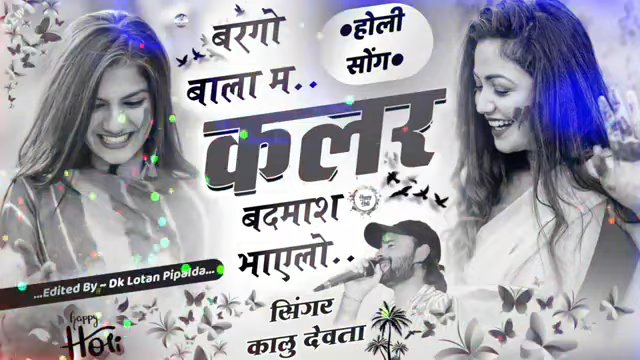 बरगो
बाला म..
•होली
सोंग•
कलर
बदमाश
भाएलो..
...Edited By – Dk Lotan Pipalda...
सिंगर
कालु देवता
happy
Holi